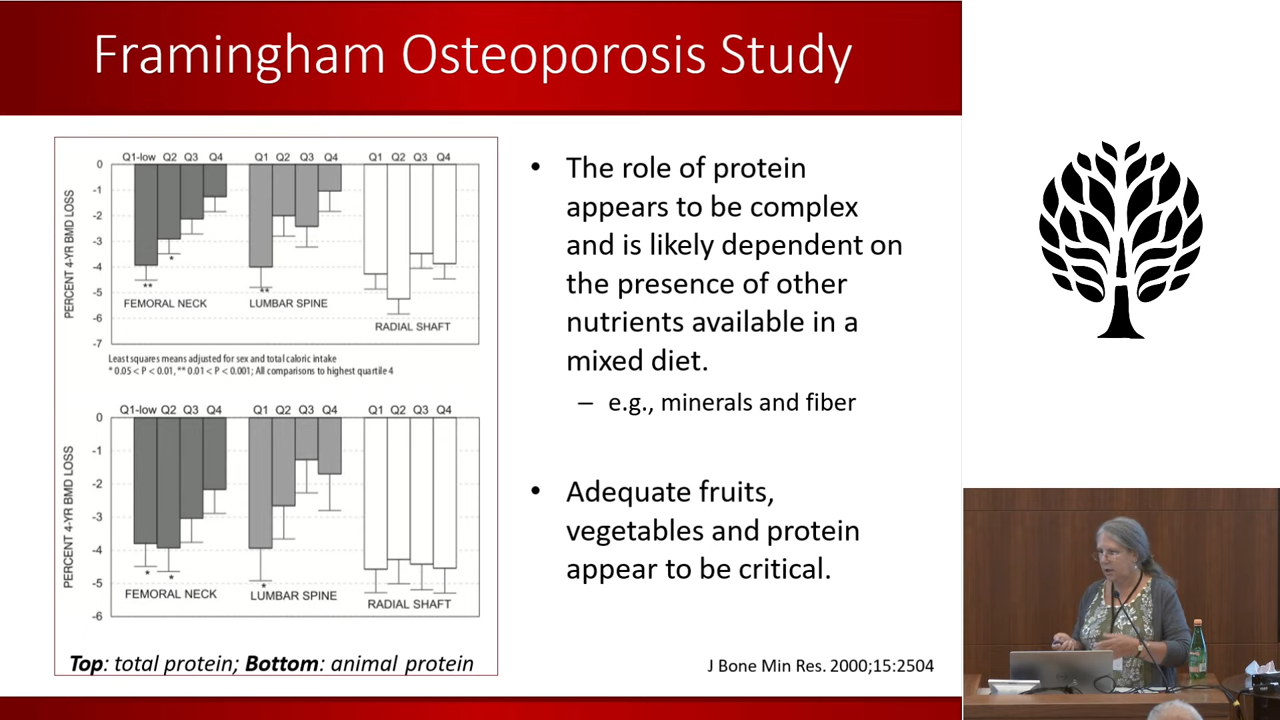 Framingham Osteoporosis Study
Q1-low Q2 Q3 Q4 Q1 Q2 Q3 Q4 Q1 Q2 Q3 Q4
0
-1
-2
-3
-4
-5
-6
-7
PERCENT 4-YR BMD LOSS
*
**
**
FEMORAL NECK
LUMBAR SPINE
RADIAL SHAFT
Least squares means adjusted for sex and total caloric intake
* 0.05 < P < 0.01, ** 0.01 < P < 0.001; All comparisons to highest quartile 4
Q1-low Q2 Q3 Q4 Q1 Q2 Q3 Q4 Q1 Q2 Q3 Q4
0
-1
-2
-3
-4
-5
-6
PERCENT 4-YR BMD LOSS
*
*
*
FEMORAL NECK
LUMBAR SPINE
RADIAL SHAFT
Top: total protein; Bottom: animal protein
• The role of protein
appears to be complex
and is likely dependent on
the presence of other
nutrients available in a
mixed diet.
– e.g., minerals and fiber
• Adequate fruits,
vegetables and protein
appear to be critical.
J Bone Min Res. 2000;15:2504